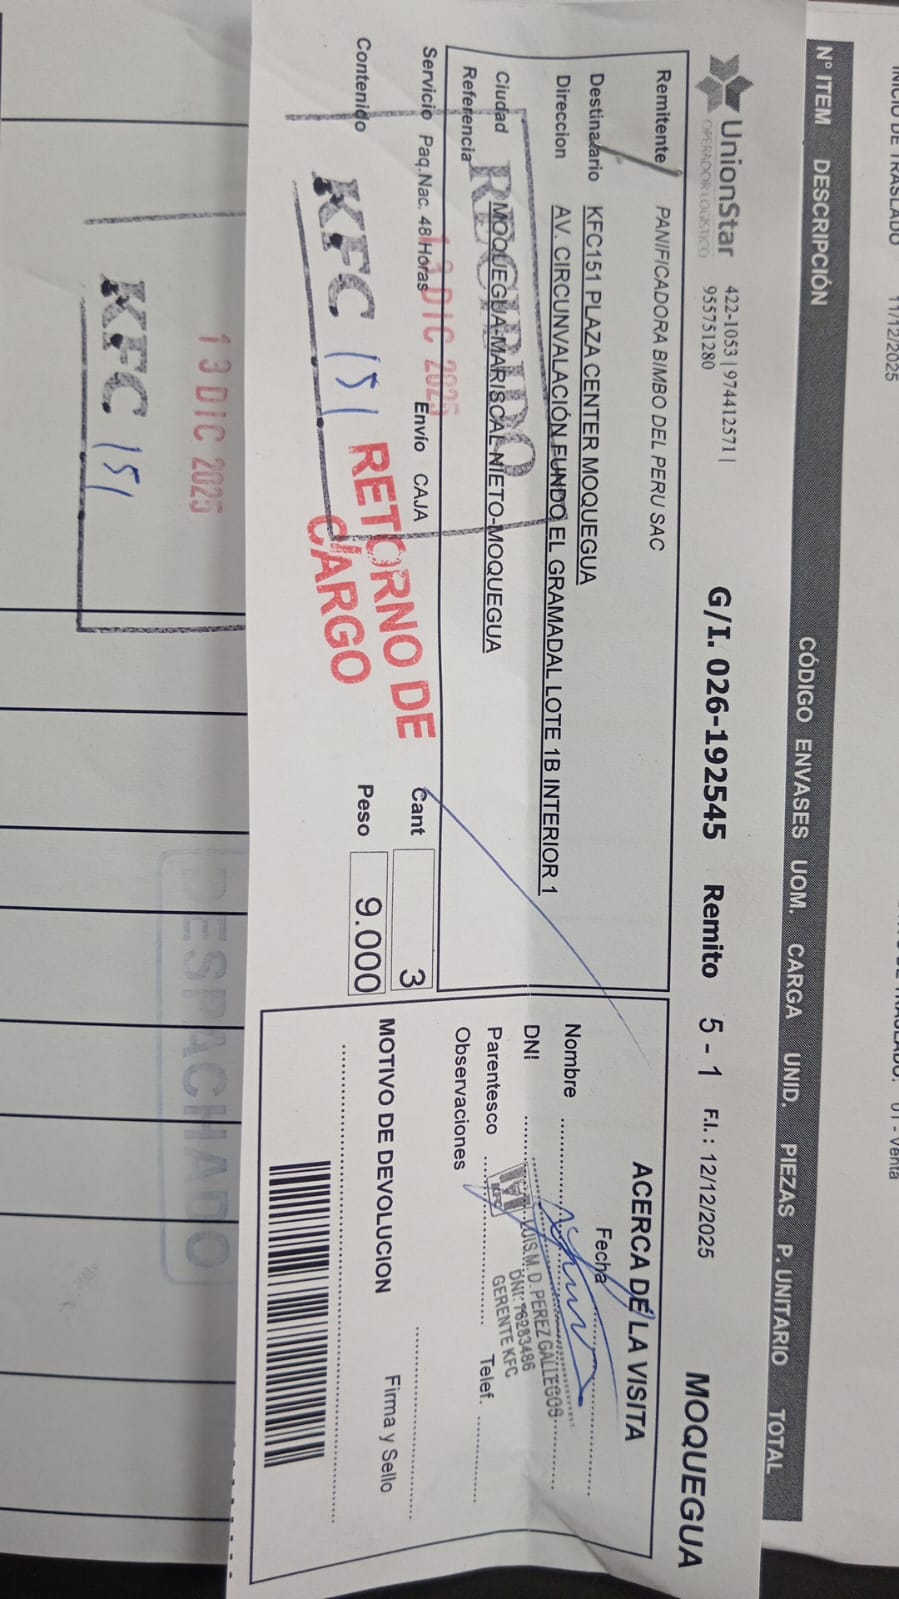 INICIO DE TRASLADO 11/12/2025
01 - Venta
N° ITEM DESCRIPCIÓN CÓDIGO ENVASES UOM. CARGA UNID. PIEZAS P. UNITARIO TOTAL
UnionStar
OPERADOR LOGISTICO
422-1053 | 974412571 |
955751280
G/I. 026-192545 Remito 5 - 1 F.I.: 12/12/2025 MOQUEGUA
Remitente PANIFICADORA BIMBO DEL PERU SAC
Destinatario KFC151 PLAZA CENTER MOQUEGUA
Direccion AV. CIRCUNVALACIÓN FUNDO EL GRAMADAL LOTE 1B INTERIOR 1
Ciudad MOQUEGUA-MARISCAL NIETO-MOQUEGUA
Referencia
RECIBIDO
13 DIC 2025
Servicio Paq.Nac. 48 Horas Envío CAJA Cant 3
Contenido Peso 9.000
KFC 151
RETORNO DE
CARGO
ACERCA DE LA VISITA
Fecha
Nombre
DNI
Parentesco Telef.
Observaciones
KFC
LUIS.M. D. PEREZ GALLEGOS
DNI: 76283486
GERENTE KFC
MOTIVO DE DEVOLUCION Firma y Sello
13 DIC 2025
KFC 151
DESPACHADO